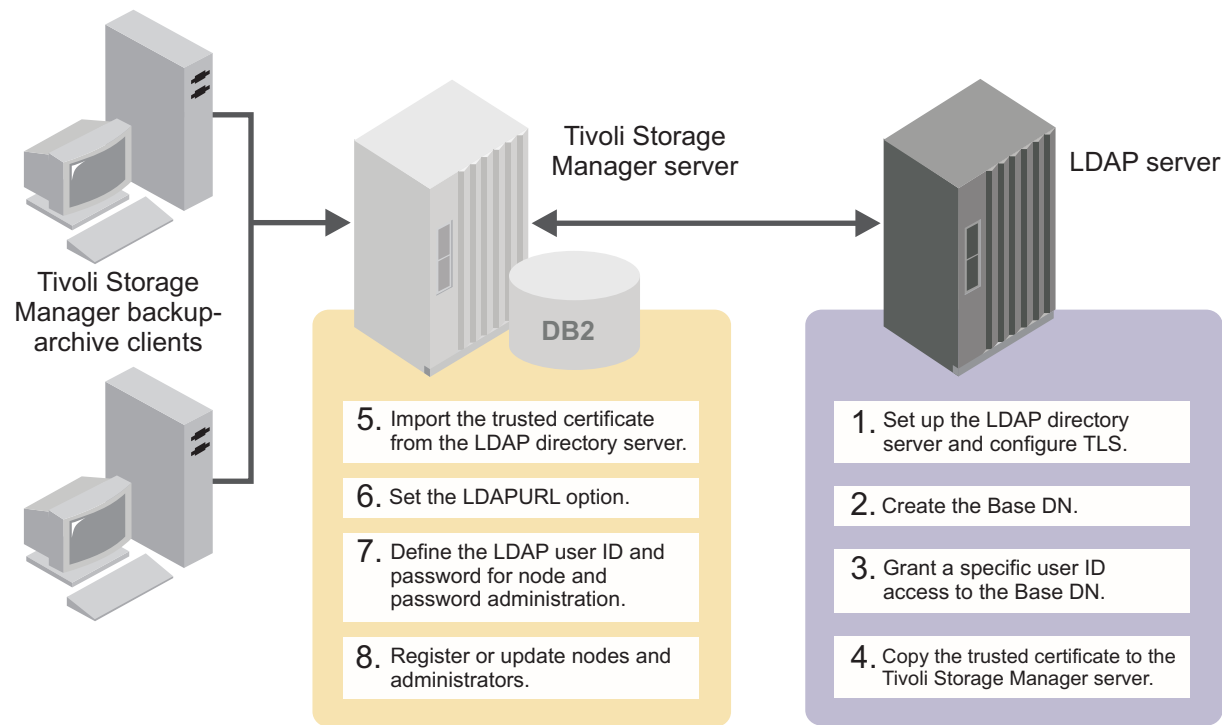 Tivoli Storage
Manager server
LDAP server
Tivoli Storage
Manager backup-
archive clients
DB2
5. Import the trusted certificate
from the LDAP directory server.
6. Set the LDAPURL option.
7. Define the LDAP user ID and
password for node and
password administration.
8. Register or update nodes and
administrators.
1. Set up the LDAP directory
server and configure TLS.
2. Create the Base DN.
3. Grant a specific user ID
access to the Base DN.
4. Copy the trusted certificate to the
Tivoli Storage Manager server.